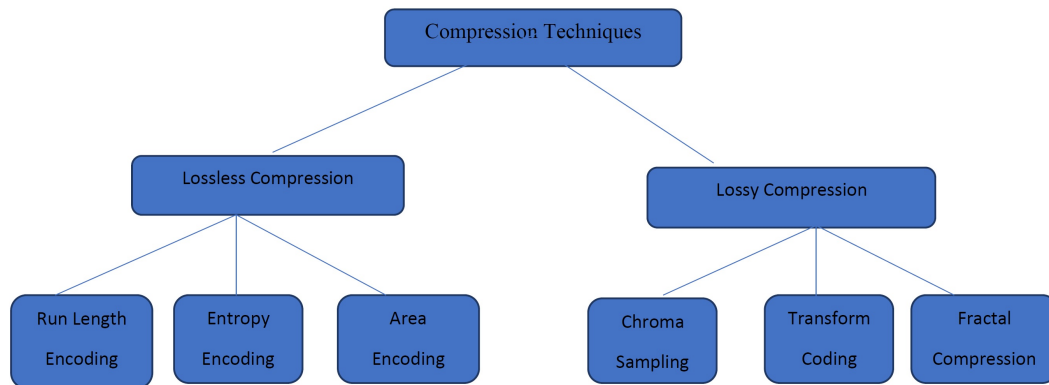 Compression Techniques
Lossless Compression
Lossy Compression
Run Length
Encoding
Entropy
Encoding
Area
Encoding
Chroma
Sampling
Transform
Coding
Fractal
Compression